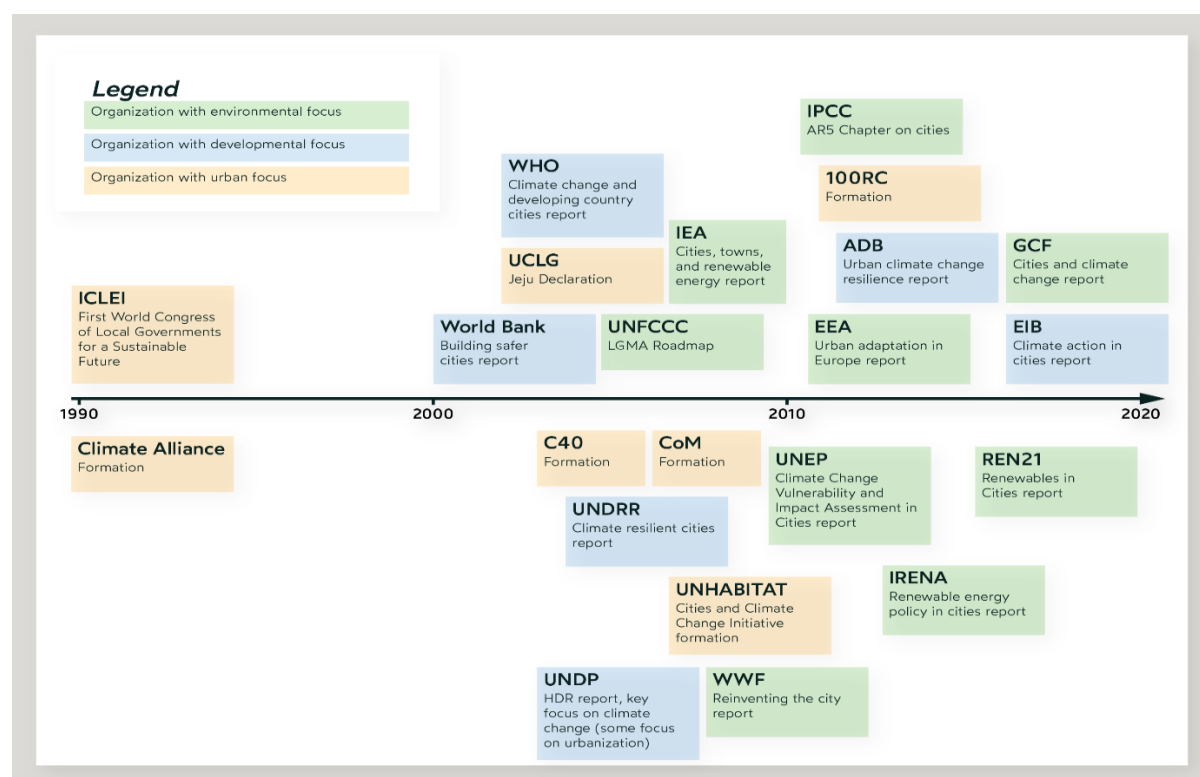 Legend
Organization with environmental focus
Organization with developmental focus
Organization with urban focus
IPCC
AR5 Chapter on cities
WHO
Climate change and
developing country
cities report
100RC
Formation
IEA
Cities, towns,
and renewable
energy report
ADB
Urban climate change
resilience report
GCF
Cities and climate
change report
UCLG
Jeju Declaration
ICLEI
First World Congress
of Local Governments
for a Sustainable
Future
World Bank
Building safer
cities report
UNFCCC
LGMA Roadmap
EEA
Urban adaptation in
Europe report
EIB
Climate action in
cities report
1990
2000
2010
2020
Climate Alliance
Formation
C40
Formation
CoM
Formation
UNEP
Climate Change
Vulnerability and
Impact Assessment in
Cities report
REN21
Renewables in
Cities report
UNDRR
Climate resilient cities
report
UNHABITAT
Cities and Climate
Change Initiative
formation
IRENA
Renewable energy
policy in cities report
UNDP
HDR report, key
focus on climate
change (some focus
on urbanization)
WWF
Reinventing the city
report